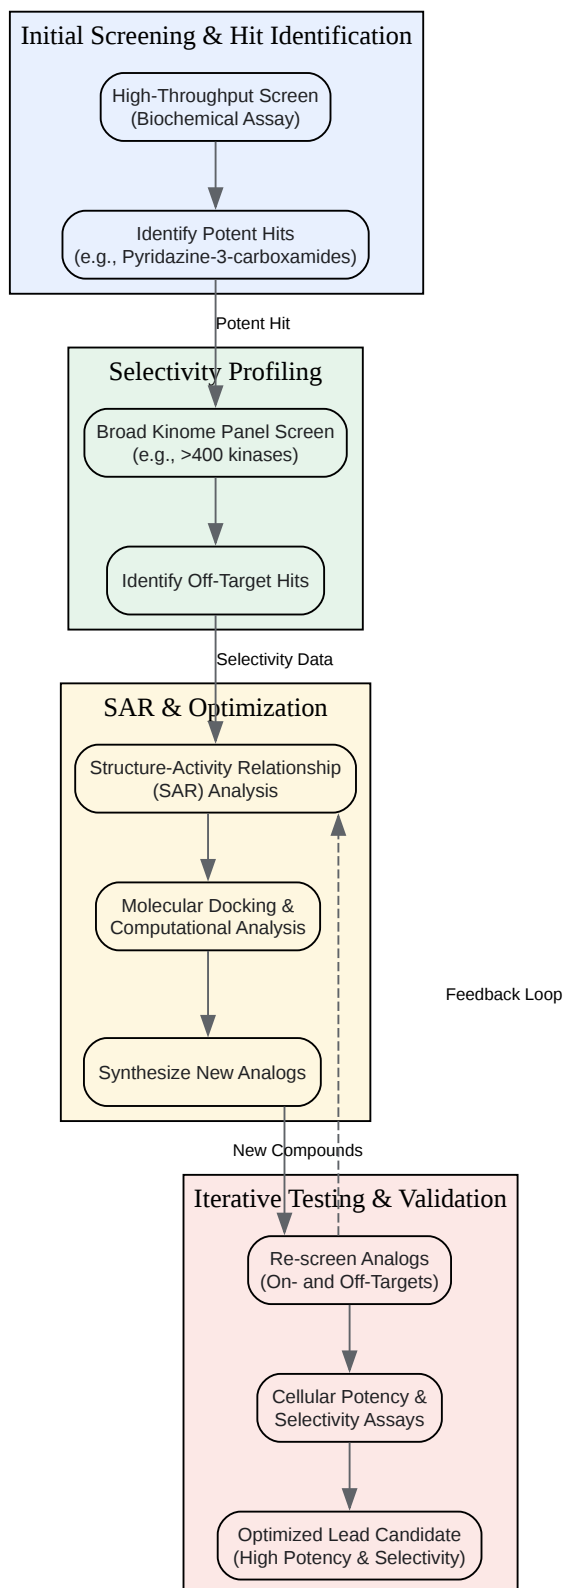 Initial Screening & Hit Identification
High-Throughput Screen
(Biochemical Assay)
Identify Potent Hits
(e.g., Pyridazine-3-carboxamides)
Potent Hit
Selectivity Profiling
Broad Kinome Panel Screen
(e.g., >400 kinases)
Identify Off-Target Hits
Selectivity Data
SAR & Optimization
Structure-Activity Relationship
(SAR) Analysis
Molecular Docking &
Computational Analysis
Feedback Loop
Synthesize New Analogs
New Compounds
Iterative Testing & Validation
Re-screen Analogs
(On- and Off-Targets)
Cellular Potency &
Selectivity Assays
Optimized Lead Candidate
(High Potency & Selectivity)